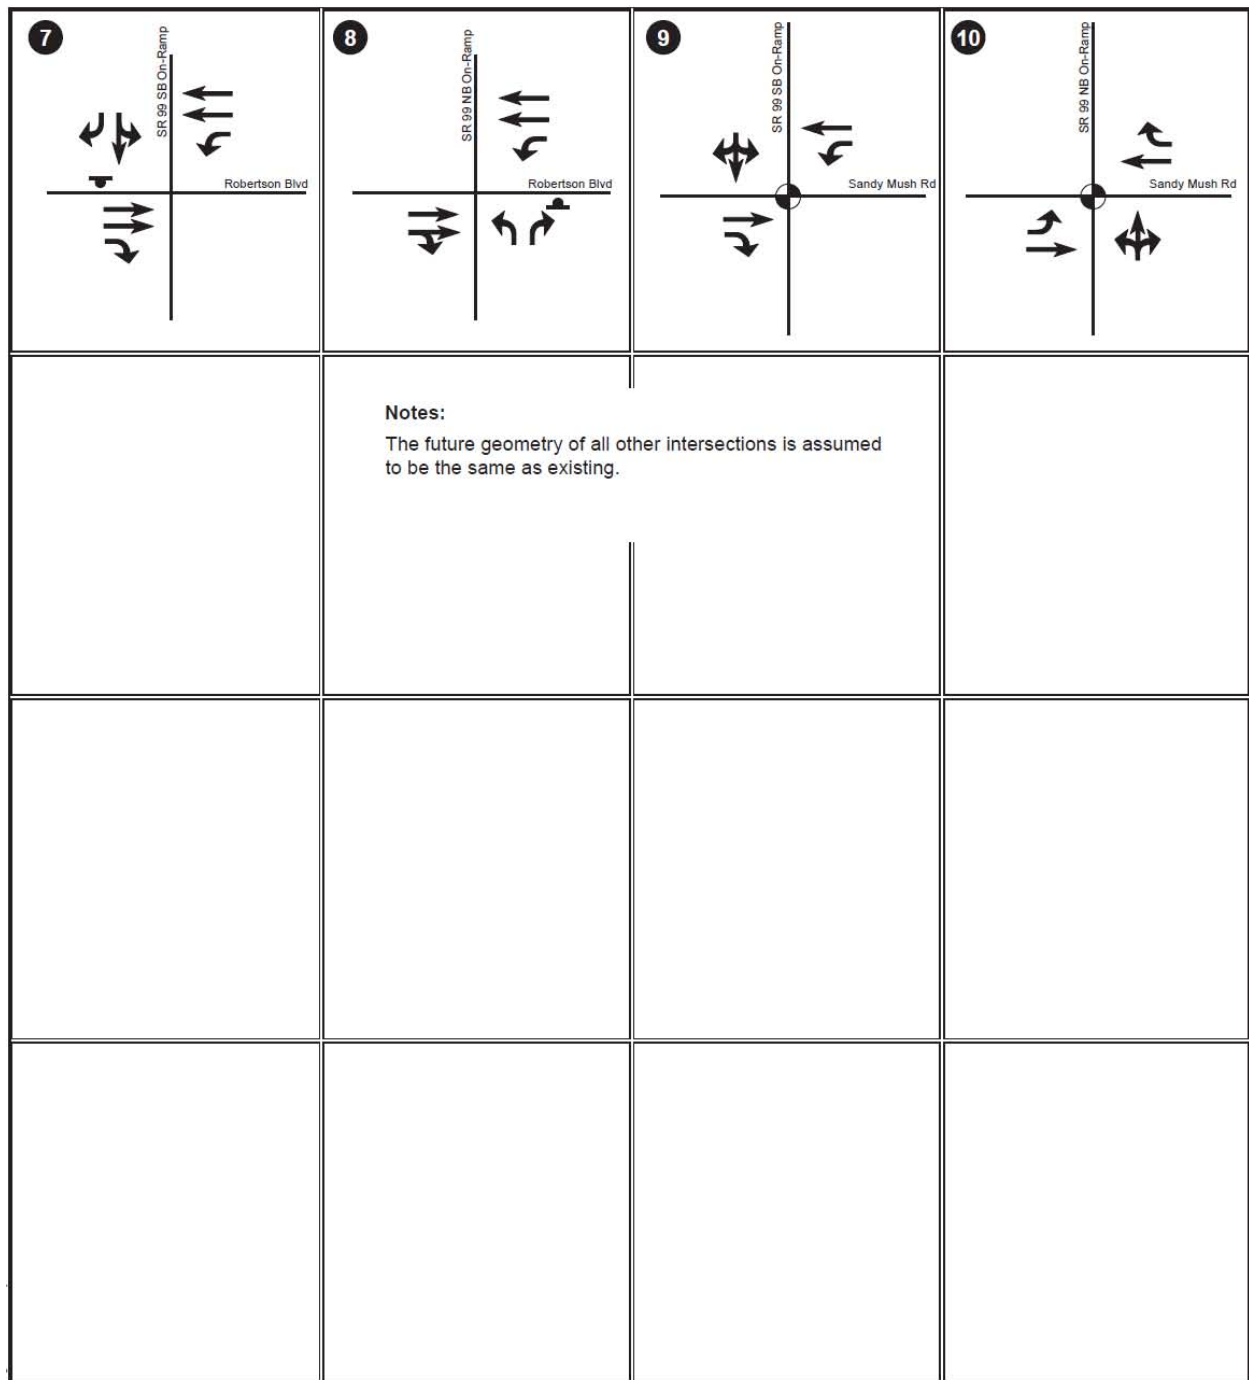 7
SR 99 SB On-Ramp
Robertson Blvd
8
SR 99 NB On-Ramp
Robertson Blvd
9
SR 99 SB On-Ramp
Sandy Mush Rd
10
SR 99 NB On-Ramp
Sandy Mush Rd
Notes:
The future geometry of all other intersections is assumed
to be the same as existing.